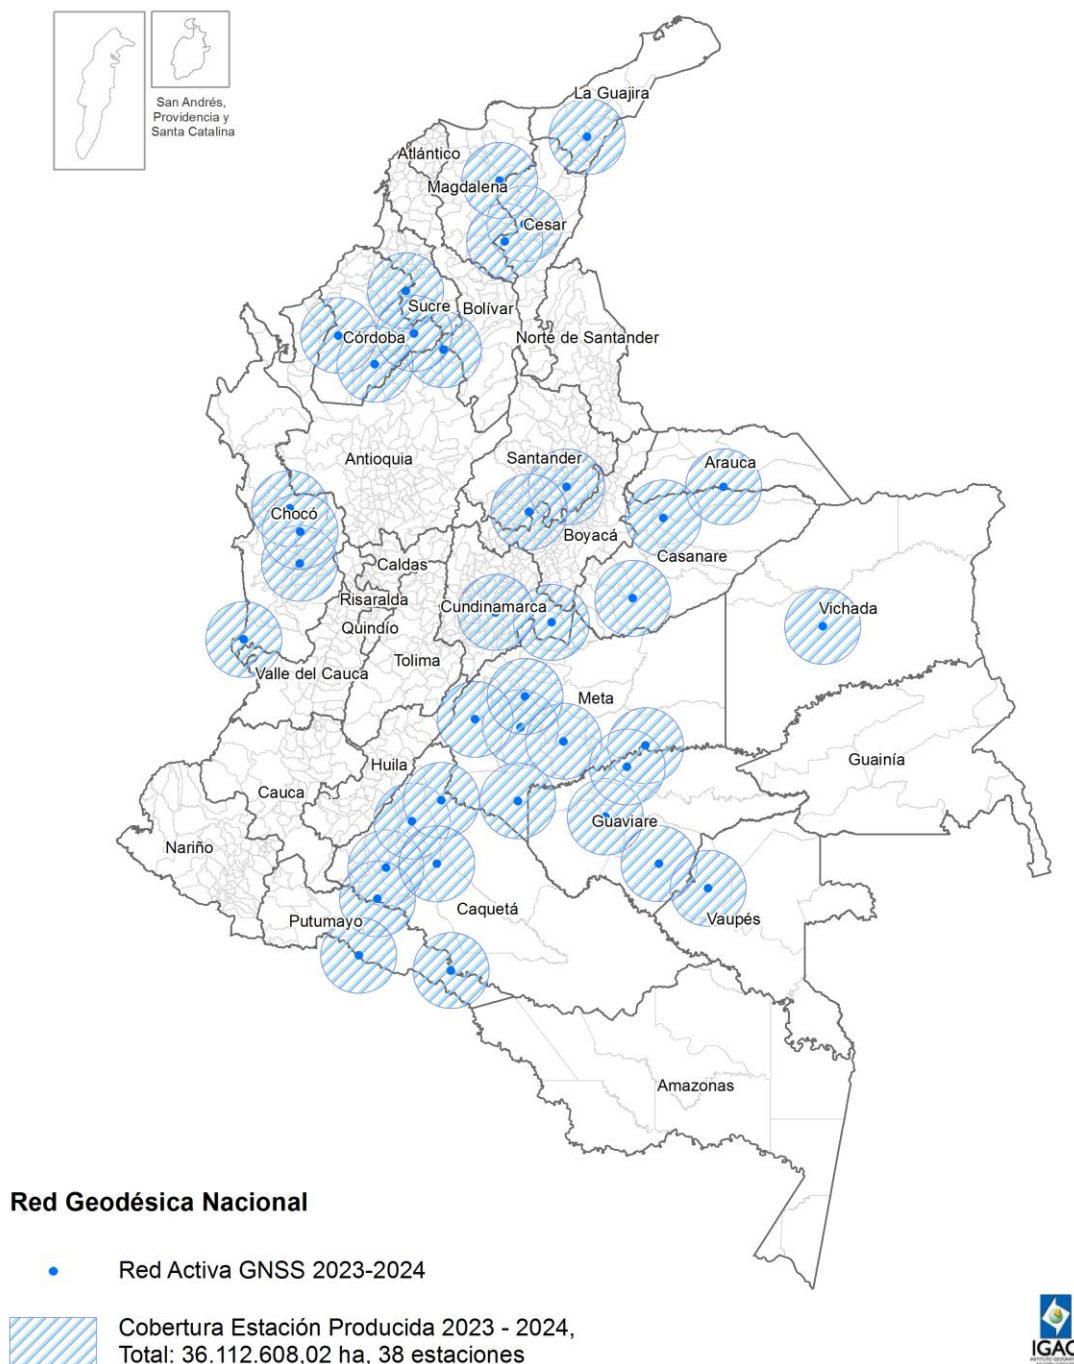 San Andrés,
Providencia y
Santa Catalina
La Guajira
Atlántico
Magdalena
Cesar
Sucre
Bolívar
Córdoba
Norte de Santander
Antioquia
Santander
Arauca
Chocó
Boyacá
Casanare
Caldas
Risaralda
Cundinamarca
Vichada
Quindío
Tolima
Valle del Cauca
Meta
Huila
Guainía
Cauca
Guaviare
Nariño
Caquetá
Vaupés
Putumayo
Amazonas
Red Geodésica Nacional
Red Activa GNSS 2023-2024
Cobertura Estación Producida 2023 - 2024,
Total: 36.112.608,02 ha, 38 estaciones
IGAC